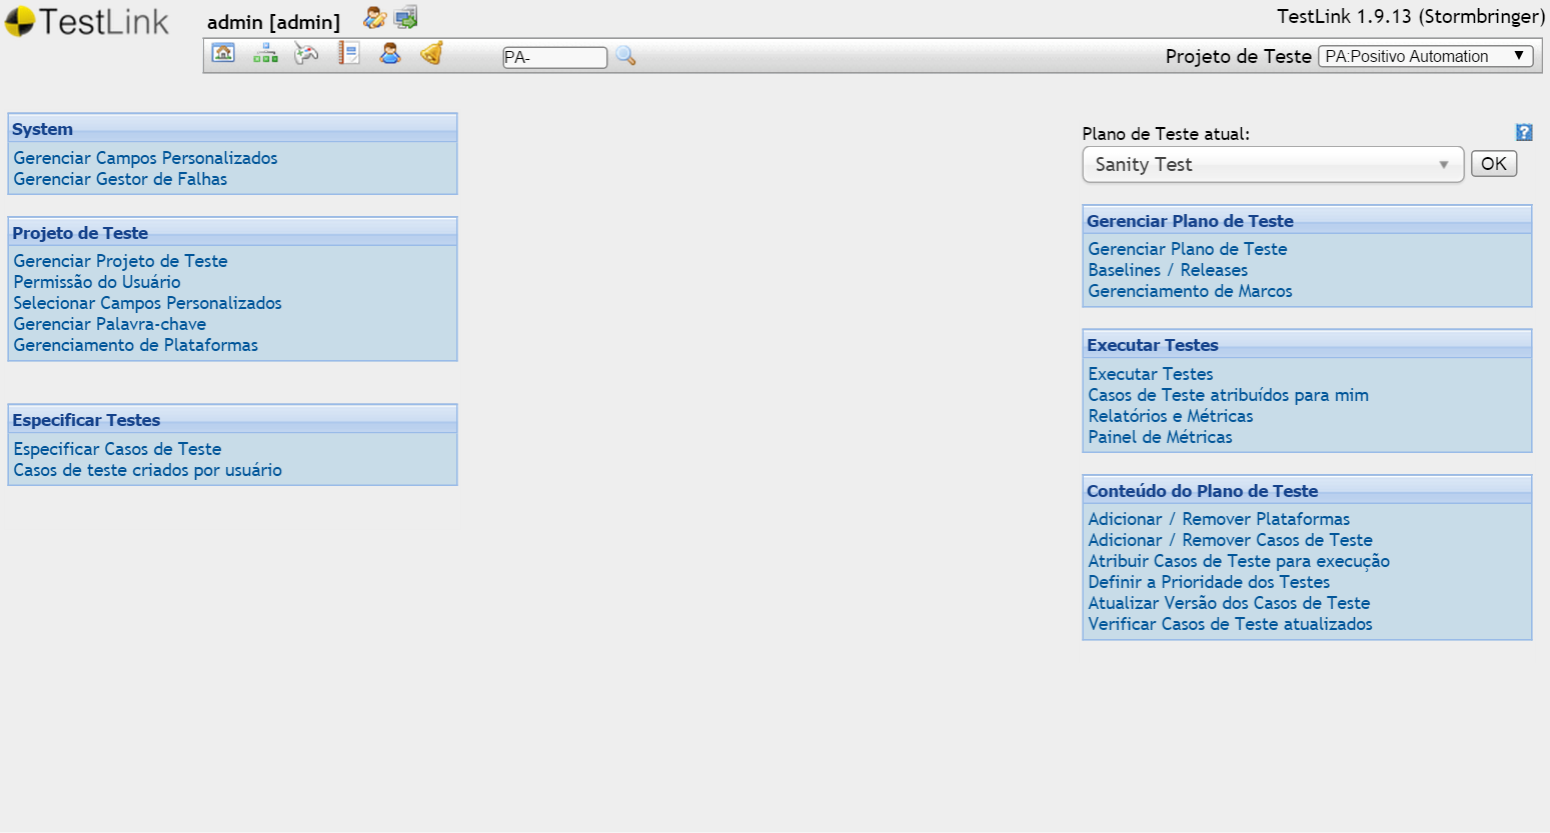 TestLink
admin [admin]
TestLink 1.9.13 (Stormbringer)
PA-
Projeto de Teste
PA:Positivo Automation
System
Gerenciar Campos Personalizados
Gerenciar Gestor de Falhas
Projeto de Teste
Gerenciar Projeto de Teste
Permissão do Usuário
Selecionar Campos Personalizados
Gerenciar Palavra-chave
Gerenciamento de Plataformas
Especificar Testes
Especificar Casos de Teste
Casos de teste criados por usuário
Plano de Teste atual:
?
Sanity Test
OK
Gerenciar Plano de Teste
Gerenciar Plano de Teste
Baselines / Releases
Gerenciamento de Marcos
Executar Testes
Executar Testes
Casos de Teste atribuídos para mim
Relatórios e Métricas
Painel de Métricas
Conteúdo do Plano de Teste
Adicionar / Remover Plataformas
Adicionar / Remover Casos de Teste
Atribuir Casos de Teste para execução
Definir a Prioridade dos Testes
Atualizar Versão dos Casos de Teste
Verificar Casos de Teste atualizados